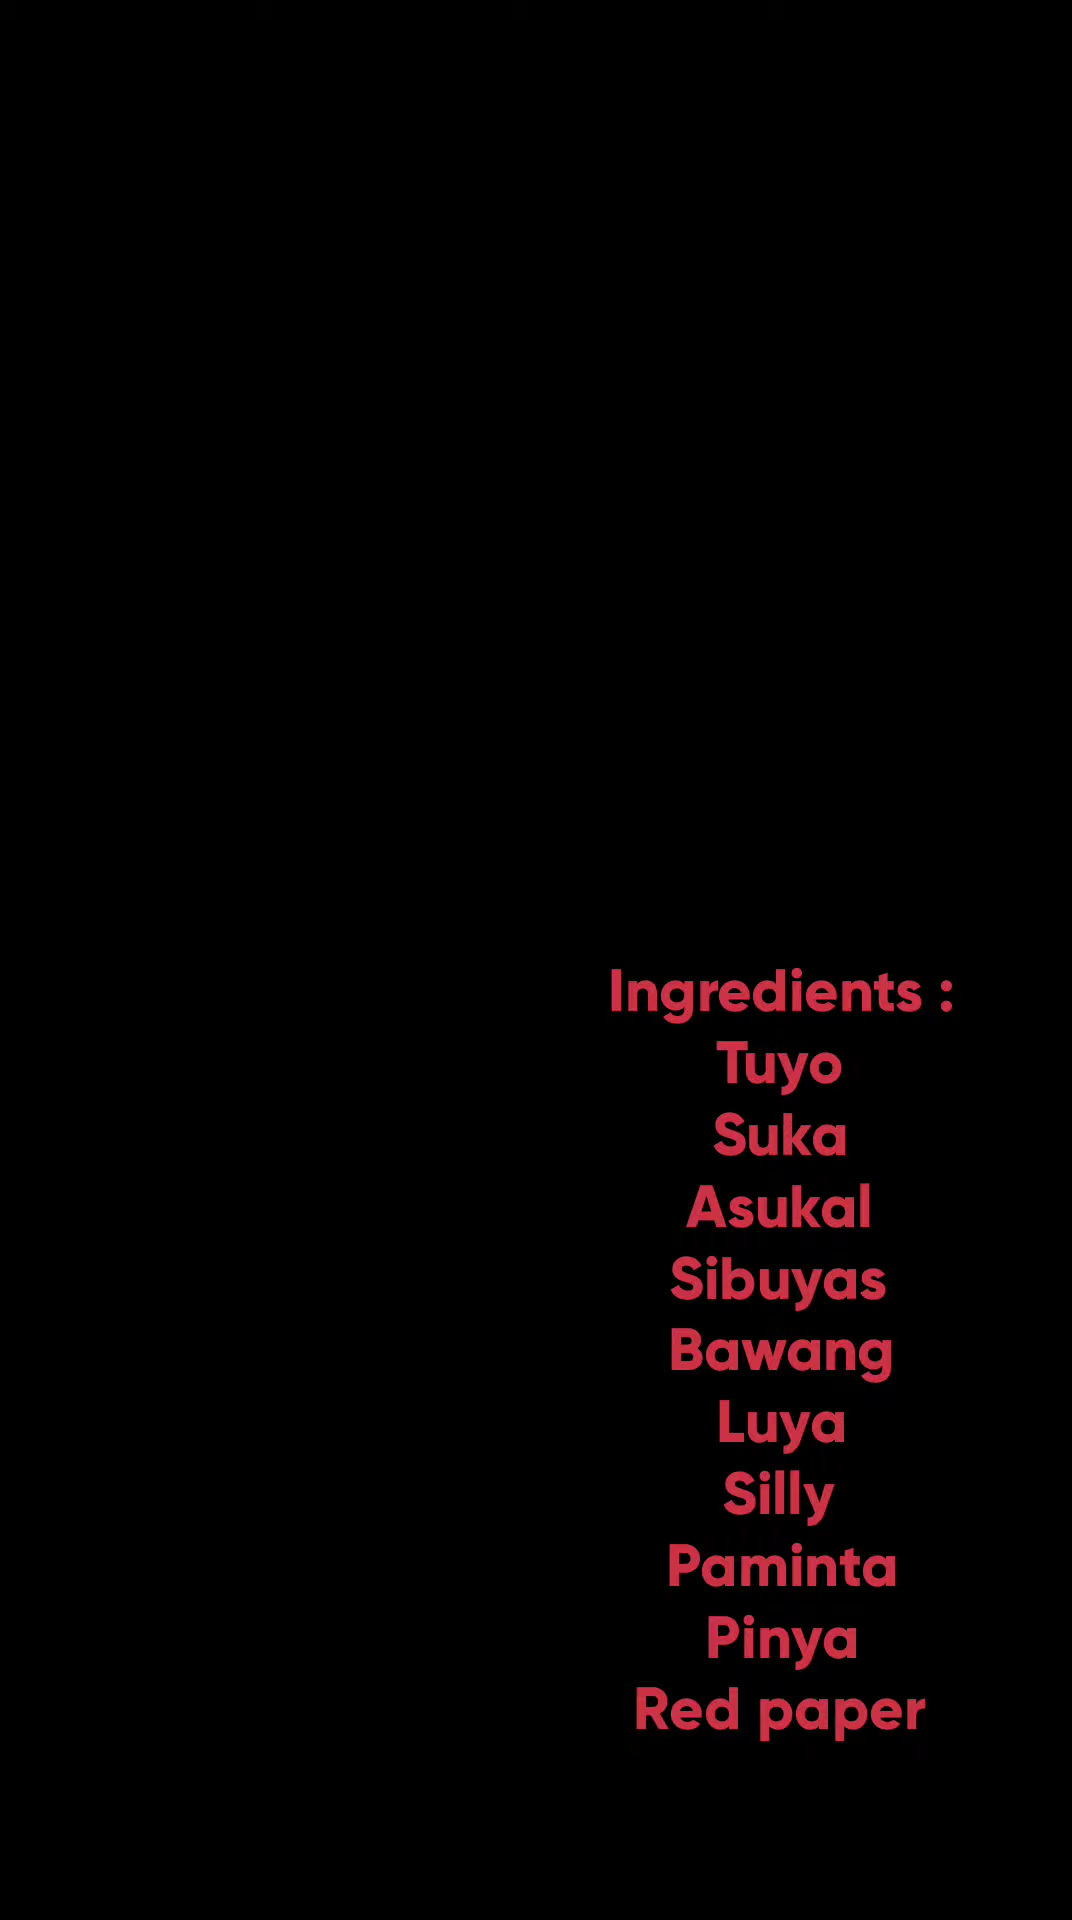 Ingredients :
Tuyo
Suka
Asukal
Sibuyas
Bawang
Luya
Silly
Paminta
Pinya
Red paper